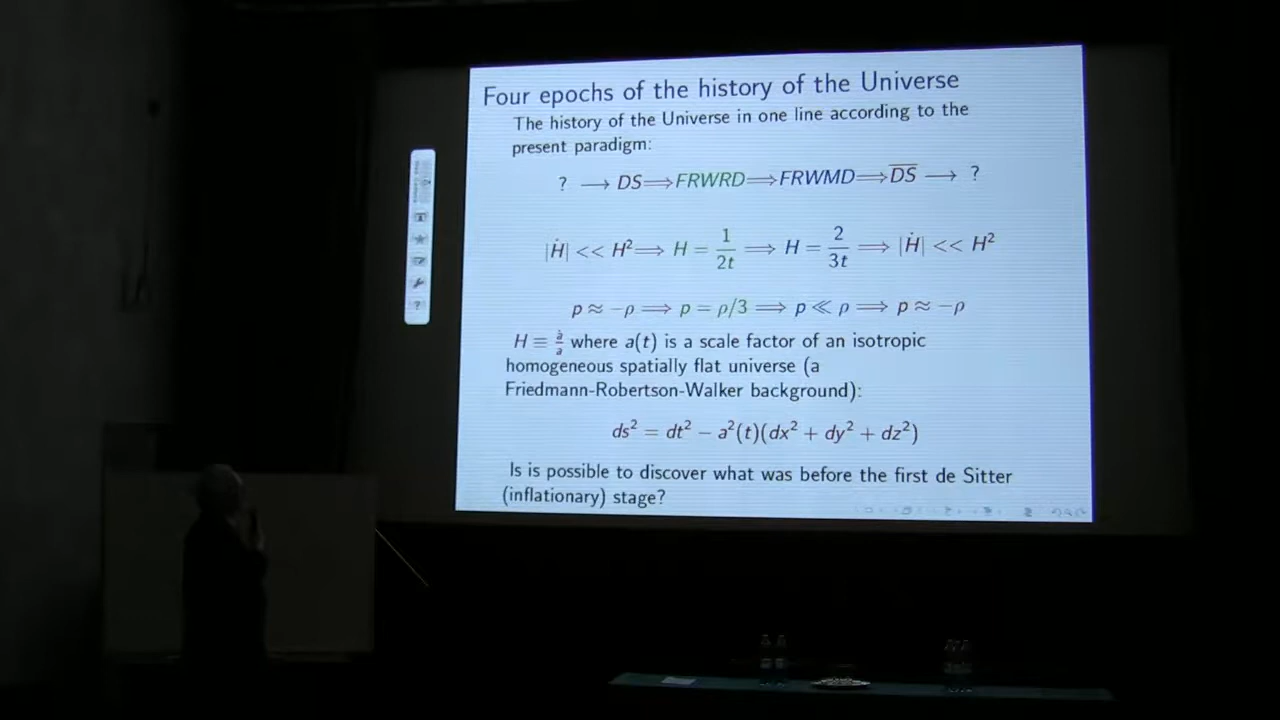 Four epochs of the history of the Universe
The history of the Universe in one line according to the
present paradigm:
? ⟶ DS⟹FRWRD⟹FRWMD⟹D̅S̅ ⟶ ?
|Ḣ| << H²⟹ H = 1/2t ⟹ H = 2/3t ⟹ |Ḣ| << H²
p ≈ −ρ ⟹ p = ρ/3 ⟹ p ≪ ρ ⟹ p ≈ −ρ
H ≡ ȧ/a where a(t) is a scale factor of an isotropic
homogeneous spatially flat universe (a
Friedmann-Robertson-Walker background):
ds² = dt² − a²(t)(dx² + dy² + dz²)
Is is possible to discover what was before the first de Sitter
(inflationary) stage?